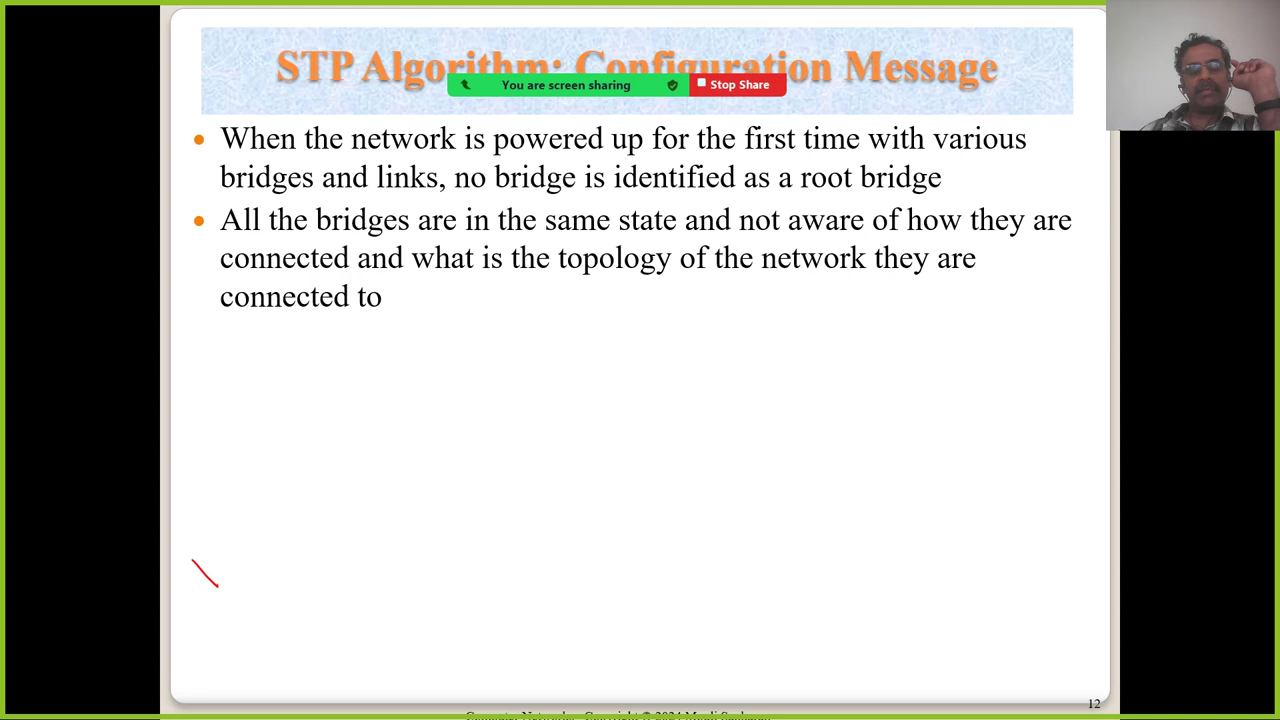 STP Algorithm: Configuration Message
You are screen sharing
Stop Share
• When the network is powered up for the first time with various
bridges and links, no bridge is identified as a root bridge
• All the bridges are in the same state and not aware of how they are
connected and what is the topology of the network they are
connected to
12